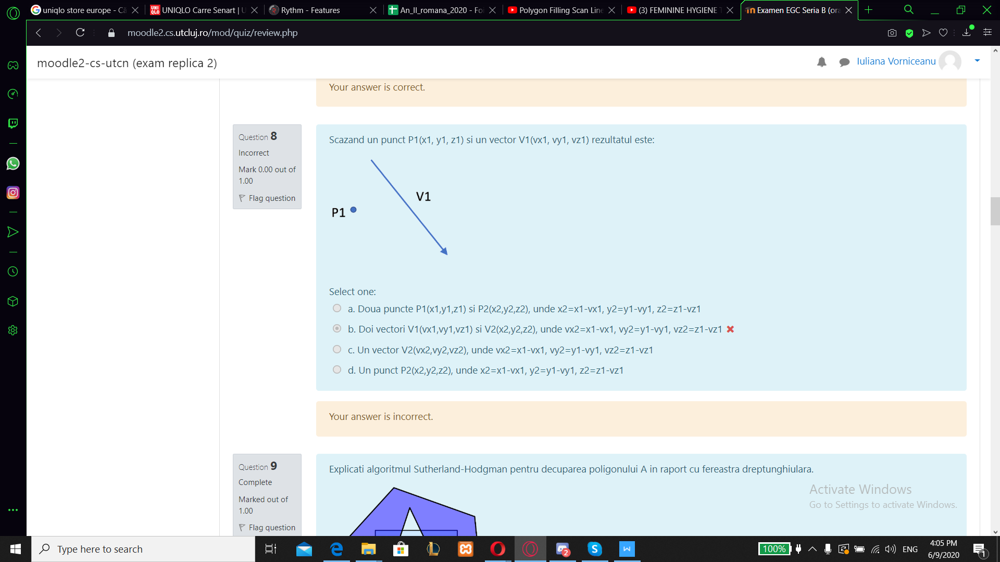 uniqlo store europe - Că
UNIQLO Carre Senart | U
Rythm - Features
An_II_romana_2020 - Foi
Polygon Filling Scan Line
(3) FEMININE HYGIENE T
Examen EGC Seria B (ora
moodle2.cs.utcluj.ro/mod/quiz/review.php
moodle2-cs-utcn (exam replica 2)
Iuliana Vorniceanu
Your answer is correct.
Question 8
Incorrect
Mark 0.00 out of
1.00
Flag question
Scazand un punct P1(x1, y1, z1) si un vector V1(vx1, vy1, vz1) rezultatul este:
V1
P1
Select one:
a. Doua puncte P1(x1,y1,z1) si P2(x2,y2,z2), unde x2=x1-vx1, y2=y1-vy1, z2=z1-vz1
b. Doi vectori V1(vx1,vy1,vz1) si V2(x2,y2,z2), unde vx2=x1-vx1, vy2=y1-vy1, vz2=z1-vz1
c. Un vector V2(vx2,vy2,vz2), unde vx2=x1-vx1, vy2=y1-vy1, vz2=z1-vz1
d. Un punct P2(x2,y2,z2), unde x2=x1-vx1, y2=y1-vy1, z2=z1-vz1
Your answer is incorrect.
Question 9
Complete
Marked out of
1.00
Flag question
Explicati algoritmul Sutherland-Hodgman pentru decuparea poligonului A in raport cu fereastra dreptunghiulara.
Activate Windows
Go to Settings to activate Windows.
Type here to search
2
100%
ENG
4:05 PM
6/9/2020
1